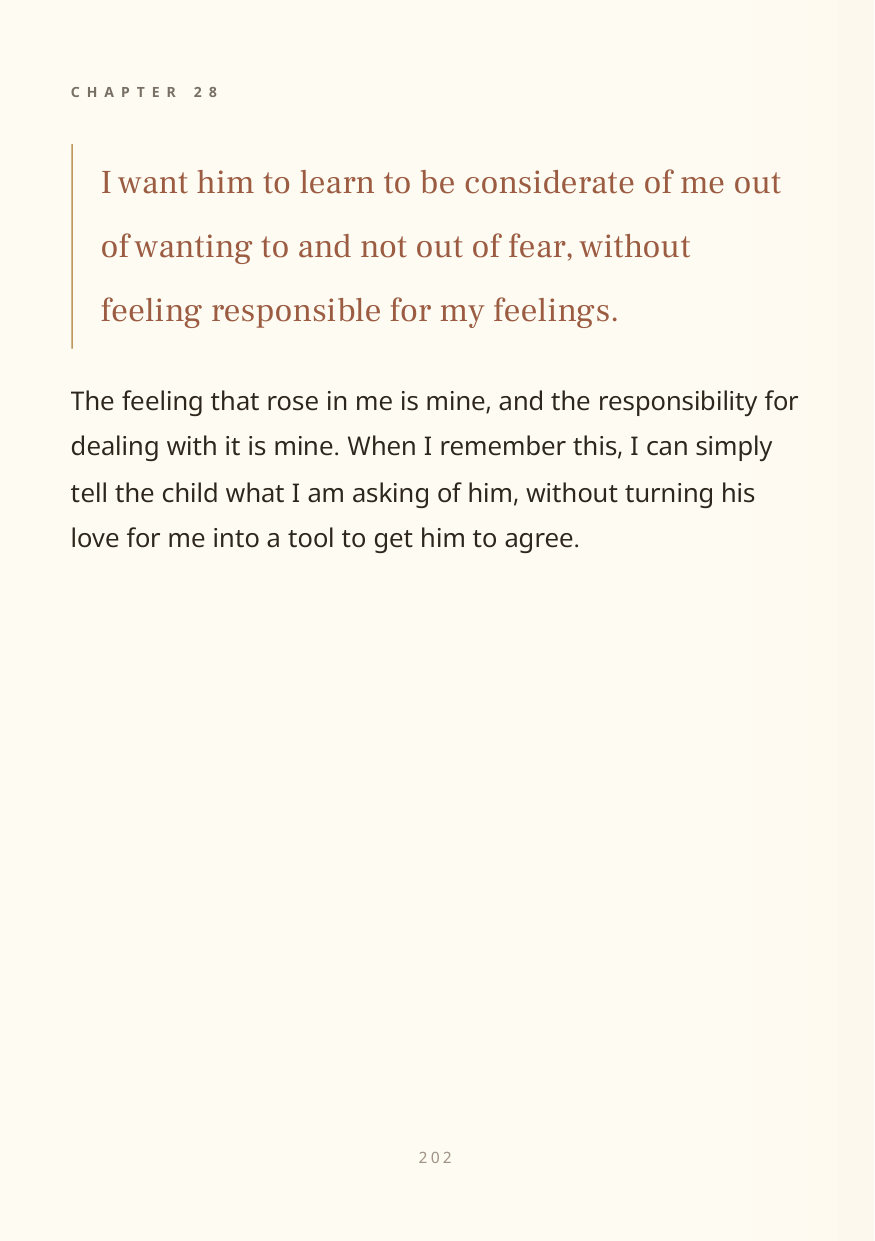 CHAPTER 28
I want him to learn to be considerate of me out
of wanting to and not out of fear, without
feeling responsible for my feelings.
The feeling that rose in me is mine, and the responsibility for
dealing with it is mine. When I remember this, I can simply
tell the child what I am asking of him, without turning his
love for me into a tool to get him to agree.
202